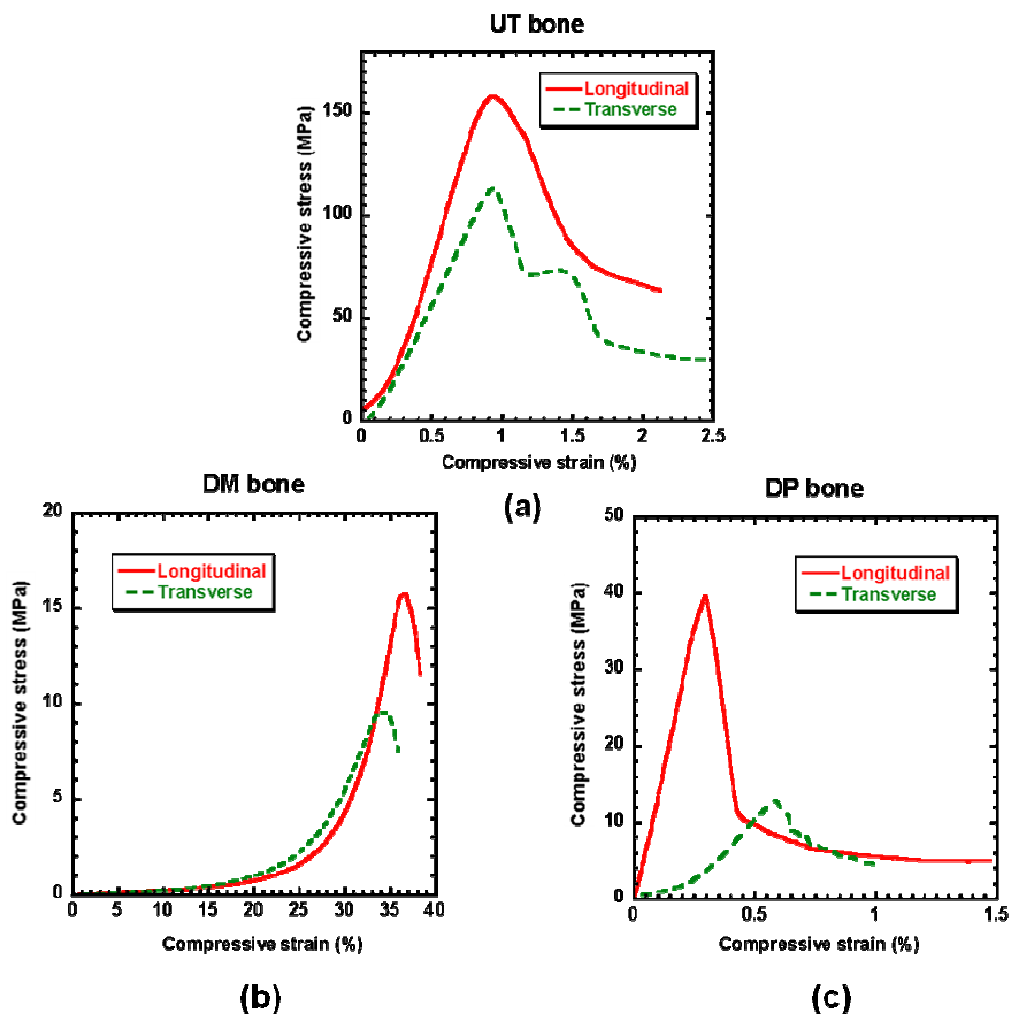 UT bone
Compressive stress (MPa)
150
100
50
0
Longitudinal
Transverse
0 0.5 1 1.5 2 2.5
Compressive strain (%)
(a)
DM bone
Compressive stress (MPa)
20
15
10
5
0
Longitudinal
Transverse
0 5 10 15 20 25 30 35 40
Compressive strain (%)
(b)
DP bone
Compressive stress (MPa)
50
40
30
20
10
0
Longitudinal
Transverse
0 0.5 1 1.5
Compressive strain (%)
(c)